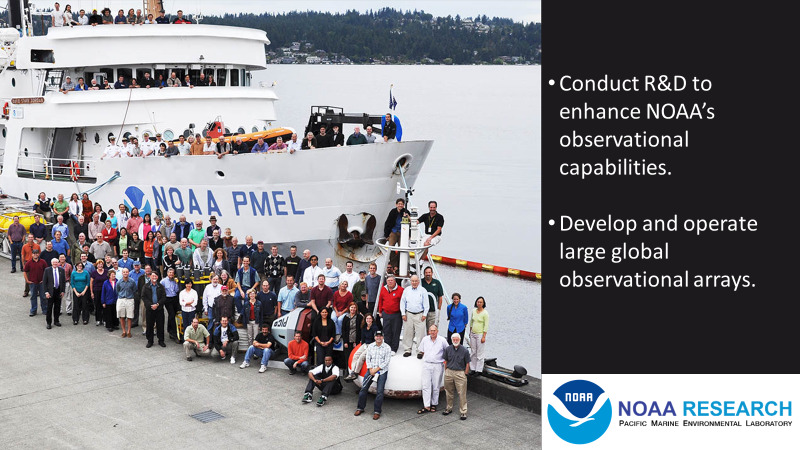 NOAA PMEL
• Conduct R&D to
enhance NOAA’s
observational
capabilities.
• Develop and operate
large global
observational arrays.
NOAA
NOAA RESEARCH
PACIFIC MARINE ENVIRONMENTAL LABORATORY